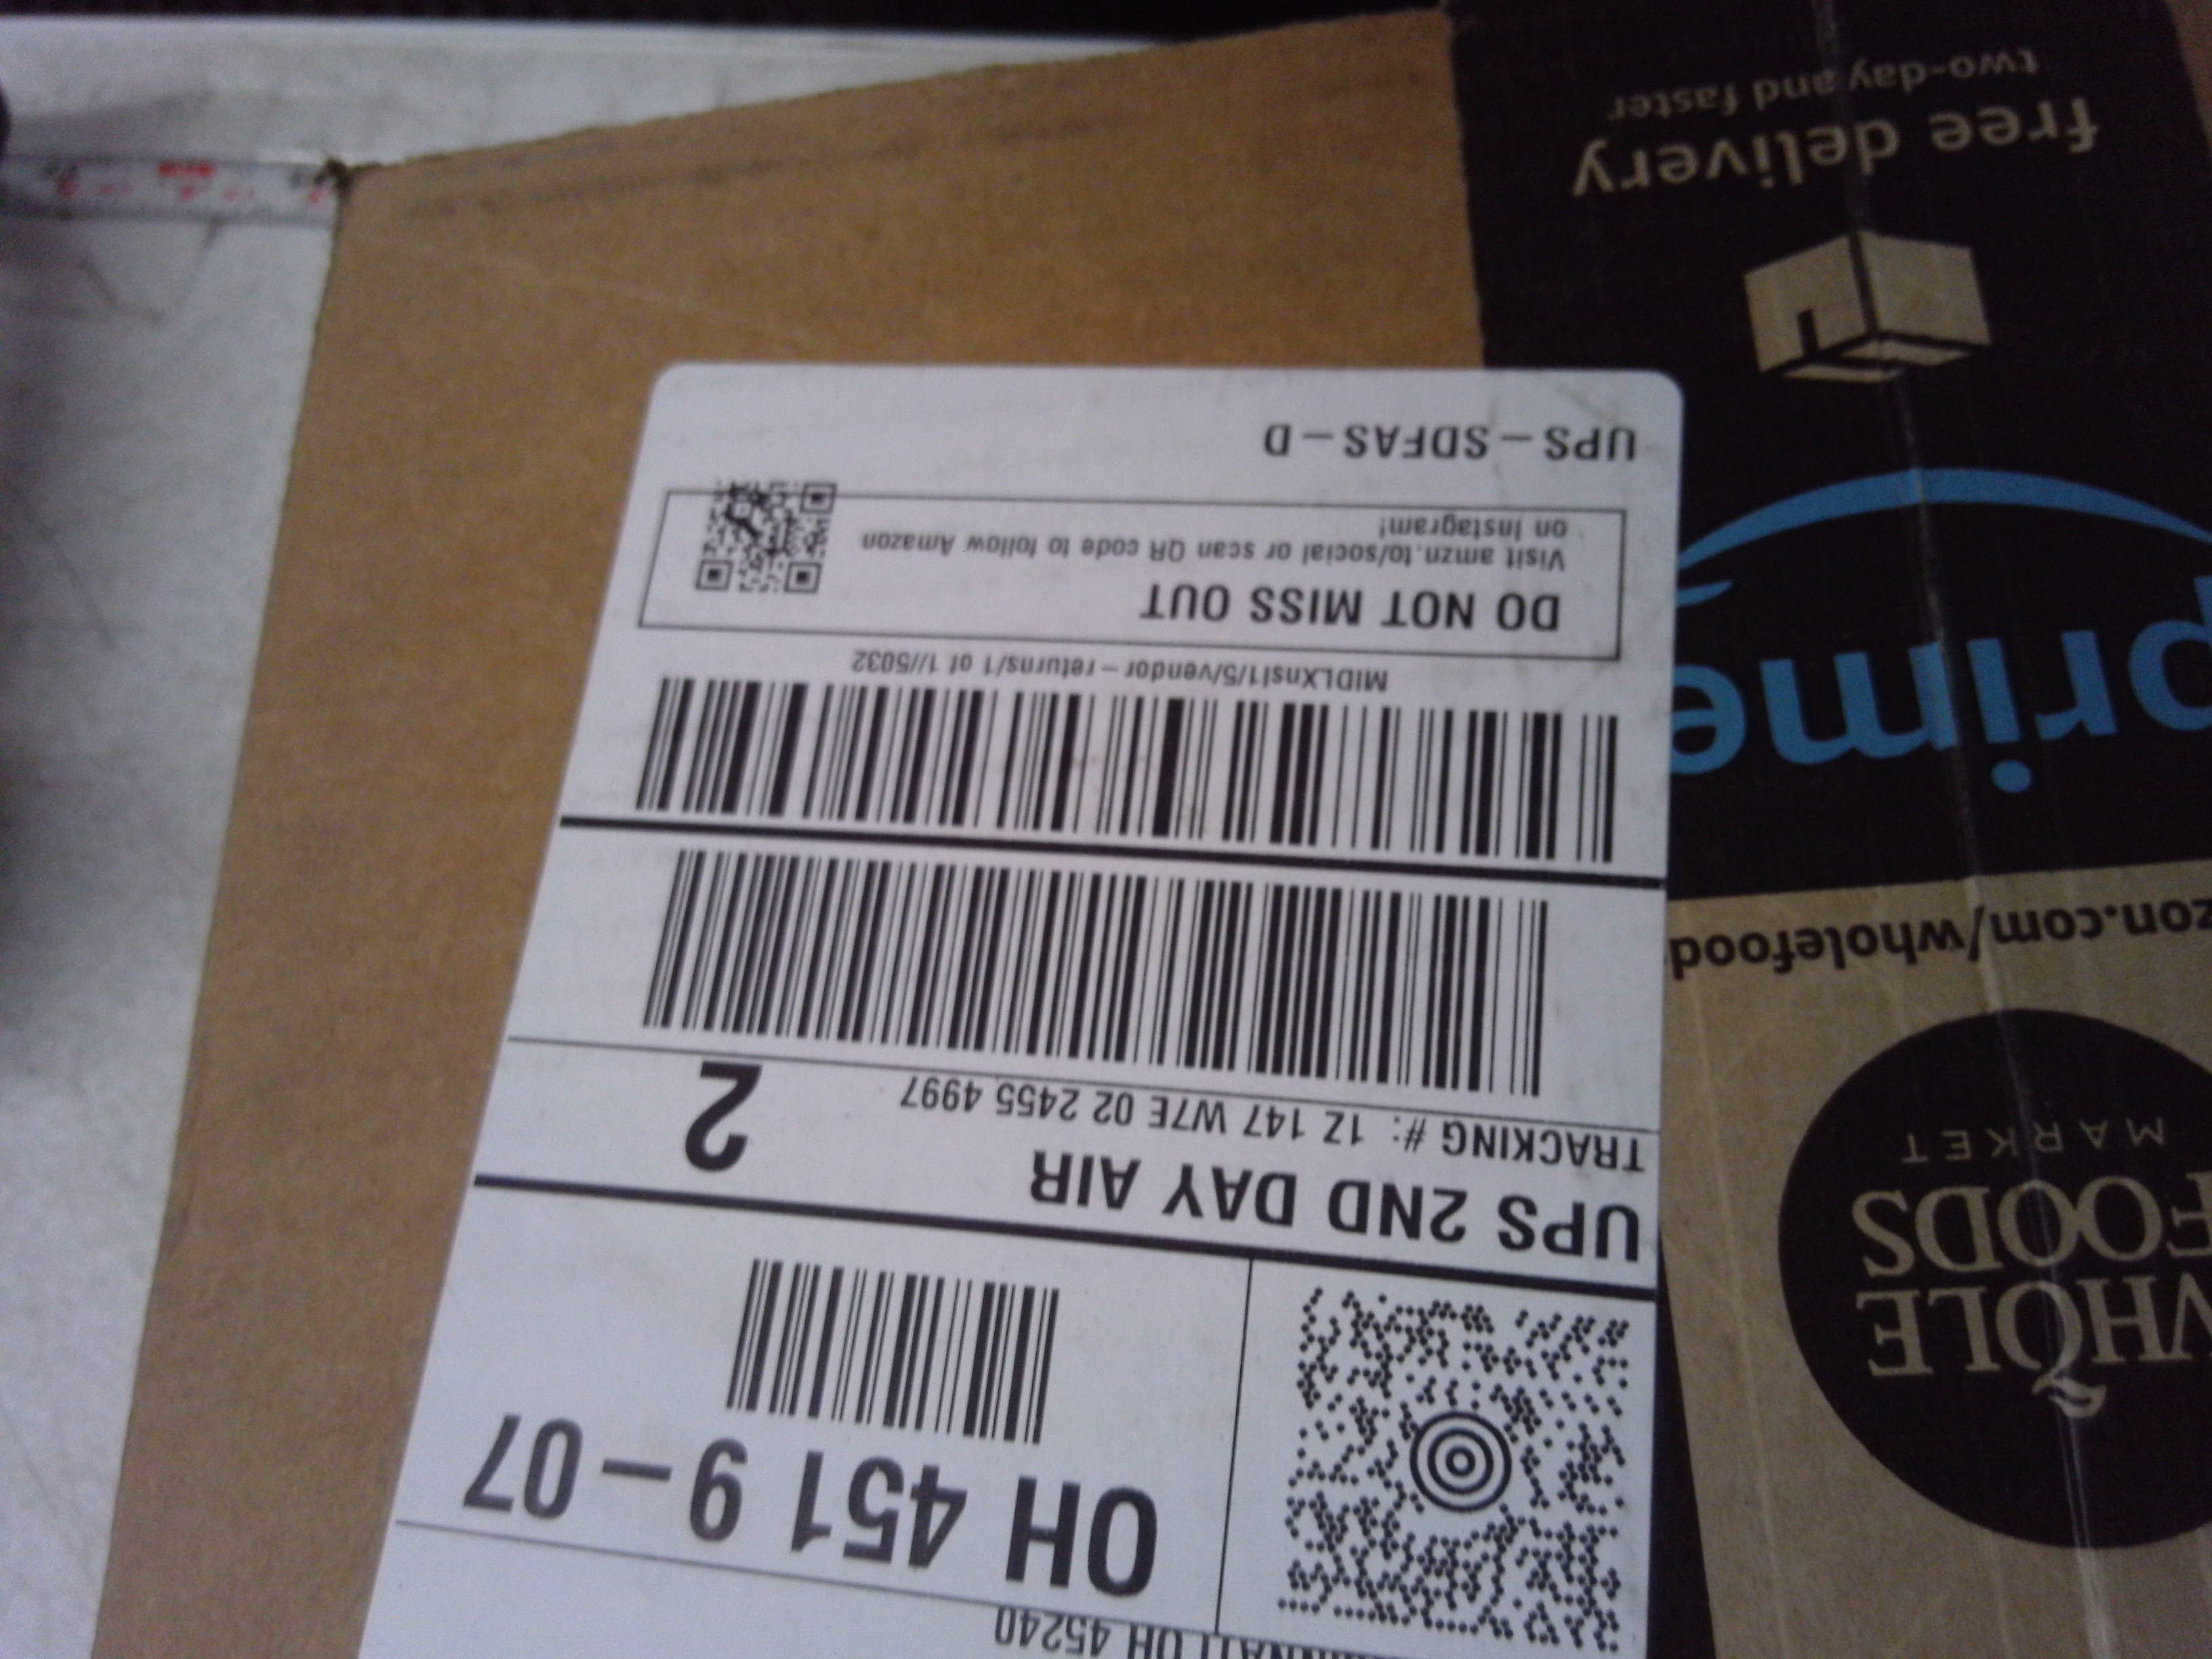 WHOLE
FOODS
MARKET
zon.com/wholefood
prime
free delivery
two-day and faster
OH 45240
OH 451 9-07
UPS 2ND DAY AIR
2
TRACKING #: 1Z 147 W7E 02 2455 4997
MIDLXnsl1/5/vendor-returns/1 of 1//5032
DO NOT MISS OUT
Visit amzn.to/social or scan QR code to follow Amazon
on Instagram!
UPS-SDFAS-D